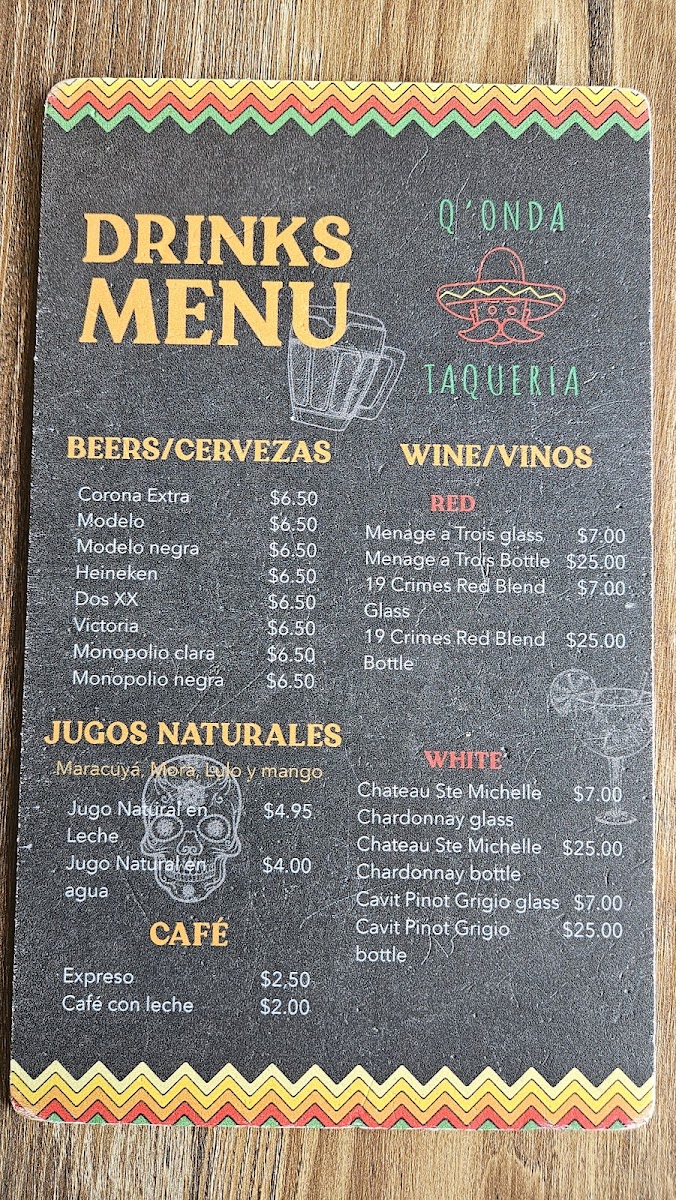 DRINKS
MENU
Q'ONDA
TAQUERIA
BEERS/CERVEZAS
Corona Extra $6.50
Modelo $6.50
Modelo negra $6.50
Heineken $6.50
Dos XX $6.50
Victoria $6.50
Monopolio clara $6.50
Monopolio negra $6.50
JUGOS NATURALES
Maracuyá, Mora, Lulo y mango
Jugo Natural en $4.95
Leche
Jugo Natural en $4.00
agua
CAFÉ
Expreso $2,50
Café con leche $2.00
WINE/VINOS
RED
Menage a Trois glass $7.00
Menage a Trois Bottle $25.00
19 Crimes Red Blend $7.00
Glass
19 Crimes Red Blend $25.00
Bottle
WHITE
Chateau Ste Michelle $7.00
Chardonnay glass
Chateau Ste Michelle $25.00
Chardonnay bottle
Cavit Pinot Grigio glass $7.00
Cavit Pinot Grigio $25.00
bottle